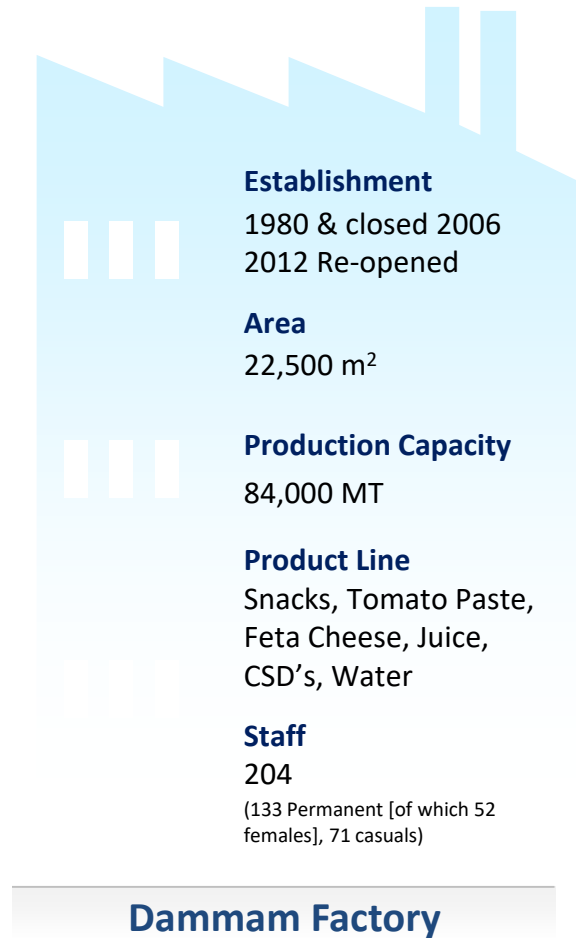 Establishment
1980 & closed 2006
2012 Re-opened
Area
22,500 m²
Production Capacity
84,000 MT
Product Line
Snacks, Tomato Paste,
Feta Cheese, Juice,
CSD’s, Water
Staff
204
(133 Permanent [of which 52
females], 71 casuals)
Dammam Factory